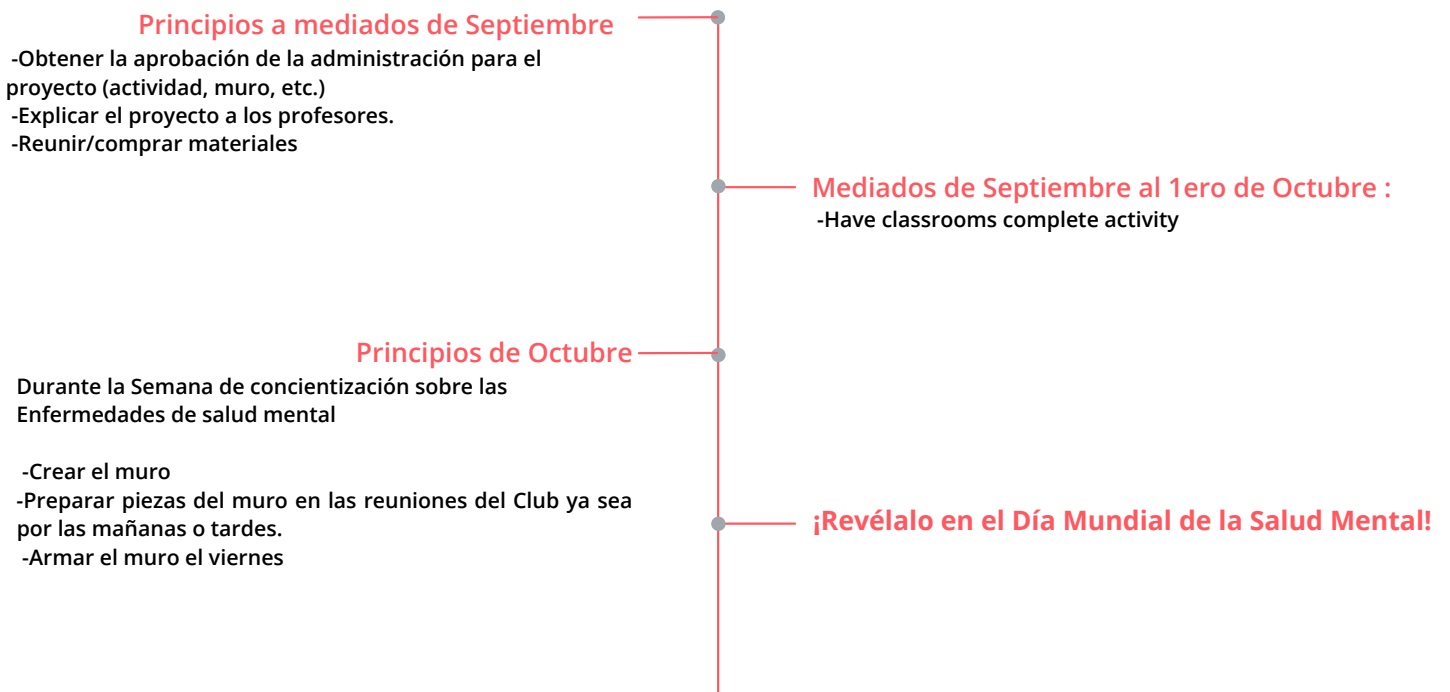 Principios a mediados de Septiembre
-Obtener la aprobación de la administración para el
proyecto (actividad, muro, etc.)
-Explicar el proyecto a los profesores.
-Reunir/comprar materiales
Mediados de Septiembre al 1ero de Octubre :
-Have classrooms complete activity
Principios de Octubre
Durante la Semana de concientización sobre las
Enfermedades de salud mental
-Crear el muro
-Preparar piezas del muro en las reuniones del Club ya sea
por las mañanas o tardes.
-Armar el muro el viernes
¡Revélalo en el Día Mundial de la Salud Mental!